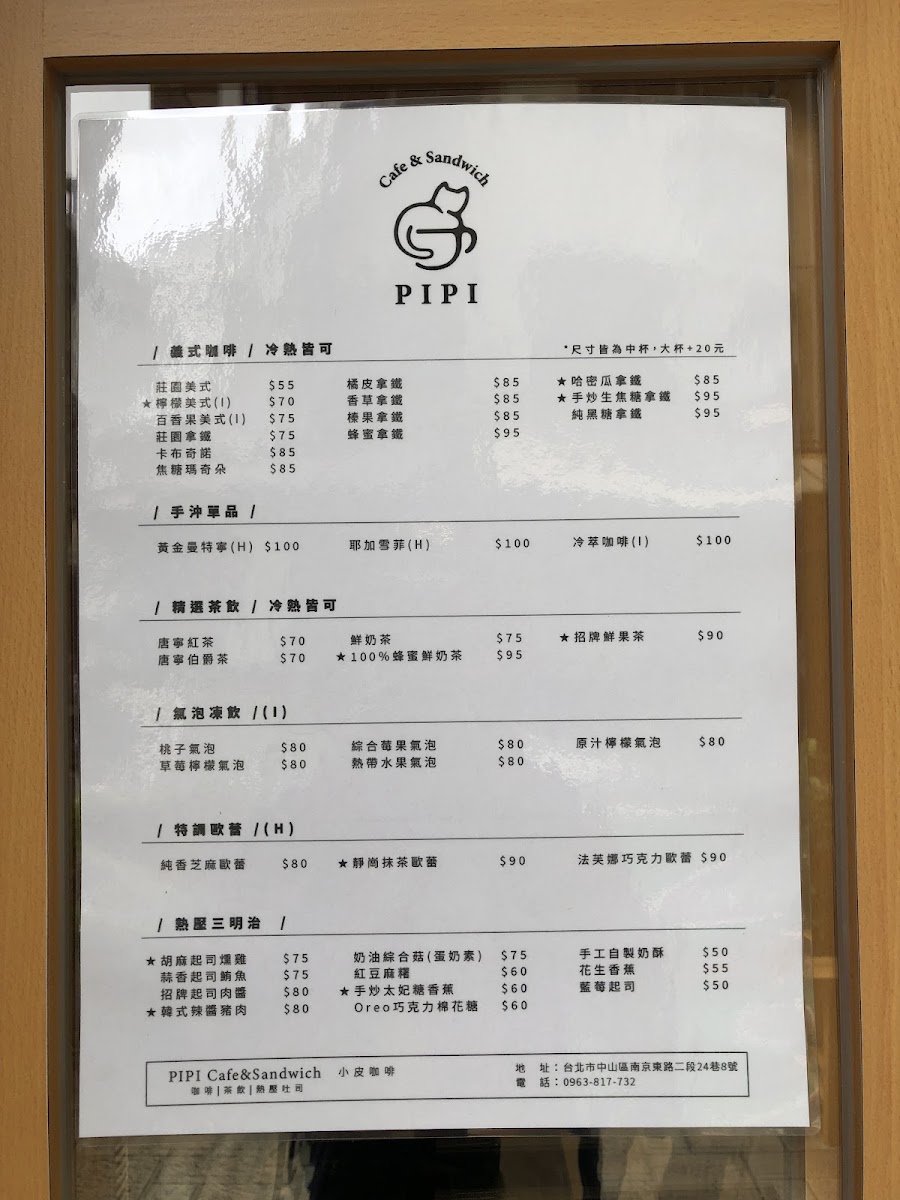 Cafe & Sandwich
PIPI
/ 義式咖啡 / 冷熱皆可
*尺寸皆為中杯,大杯+20元
莊園美式 $55
★檸檬美式(I) $70
百香果美式(I) $75
莊園拿鐵 $75
卡布奇諾 $85
焦糖瑪奇朵 $85
橘皮拿鐵 $85
香草拿鐵 $85
榛果拿鐵 $85
蜂蜜拿鐵 $95
★哈密瓜拿鐵 $85
★手炒生焦糖拿鐵 $95
純黑糖拿鐵 $95
/ 手沖單品 /
黃金曼特寧(H) $100
耶加雪菲(H) $100
冷萃咖啡(I) $100
/ 精選茶飲 / 冷熱皆可
唐寧紅茶 $70
唐寧伯爵茶 $70
鮮奶茶 $75
★100%蜂蜜鮮奶茶 $95
★招牌鮮果茶 $90
/ 氣泡凍飲 /(I)
桃子氣泡 $80
草莓檸檬氣泡 $80
綜合莓果氣泡 $80
熱帶水果氣泡 $80
原汁檸檬氣泡 $80
/ 特調歐蕾 /(H)
純香芝麻歐蕾 $80
★靜崗抹茶歐蕾 $90
法芙娜巧克力歐蕾 $90
/ 熱壓三明治 /
★胡麻起司燻雞 $75
蒜香起司鮪魚 $75
招牌起司肉醬 $80
★韓式辣醬豬肉 $80
奶油綜合菇(蛋奶素) $75
紅豆麻糬 $60
★手炒太妃糖香蕉 $60
Oreo巧克力棉花糖 $60
手工自製奶酥 $50
花生香蕉 $55
藍莓起司 $50
PIPI Cafe&Sandwich 小皮咖啡
咖啡|茶飲|熱壓吐司
地 址:台北市中山區南京東路二段24巷8號
電 話:0963-817-732